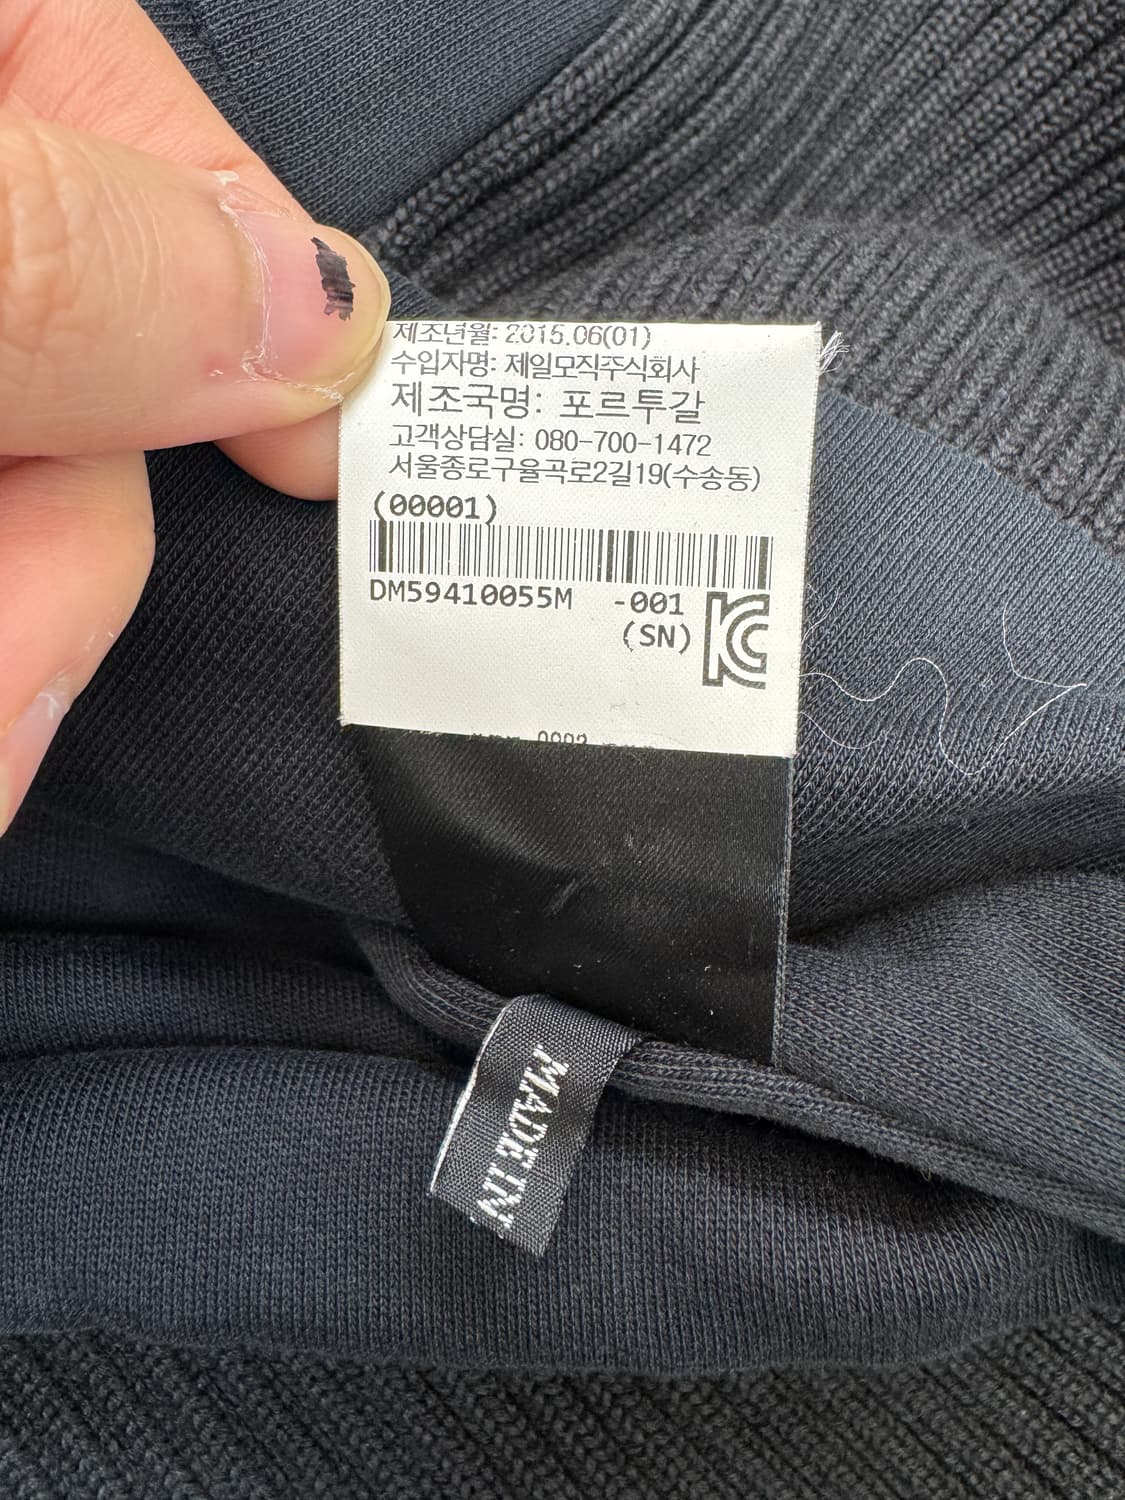 제조년월: 2015.06(01)
수입자명: 제일모직주식회사
제조국명: 포르투갈
고객상담실: 080-700-1472
서울종로구율곡로2길19(수송동)
(00001)
DM59410055M -001
(SN)
MADE IN